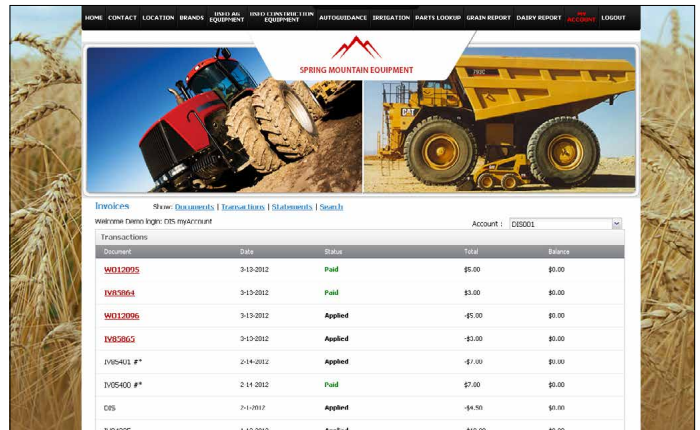 HOME CONTACT LOCATION BRANDS USED AG EQUIPMENT USED CONSTRUCTION EQUIPMENT AUTOGUIDANCE IRRIGATION PARTS LOOKUP GRAIN REPORT DAIRY REPORT MY ACCOUNT LOGOUT
SPRING MOUNTAIN EQUIPMENT
793C
CAT
Invoices Show: Documents | Transactions | Statements | Search
Welcome Demo login: DIS myAccount Account : DIS001
Transactions
Document Date Status Total Balance
WO12095 3-13-2012 Paid $5.00 $0.00
IV85864 3-13-2012 Paid $3.00 $0.00
WO12096 3-13-2012 Applied -$5.00 $0.00
IV85865 3-13-2012 Applied -$3.00 $0.00
IV85401 #* 2-14-2012 Applied -$7.00 $0.00
IV85400 #* 2-14-2012 Paid $7.00 $0.00
DIS 2-1-2012 Applied -$4.50 $0.00